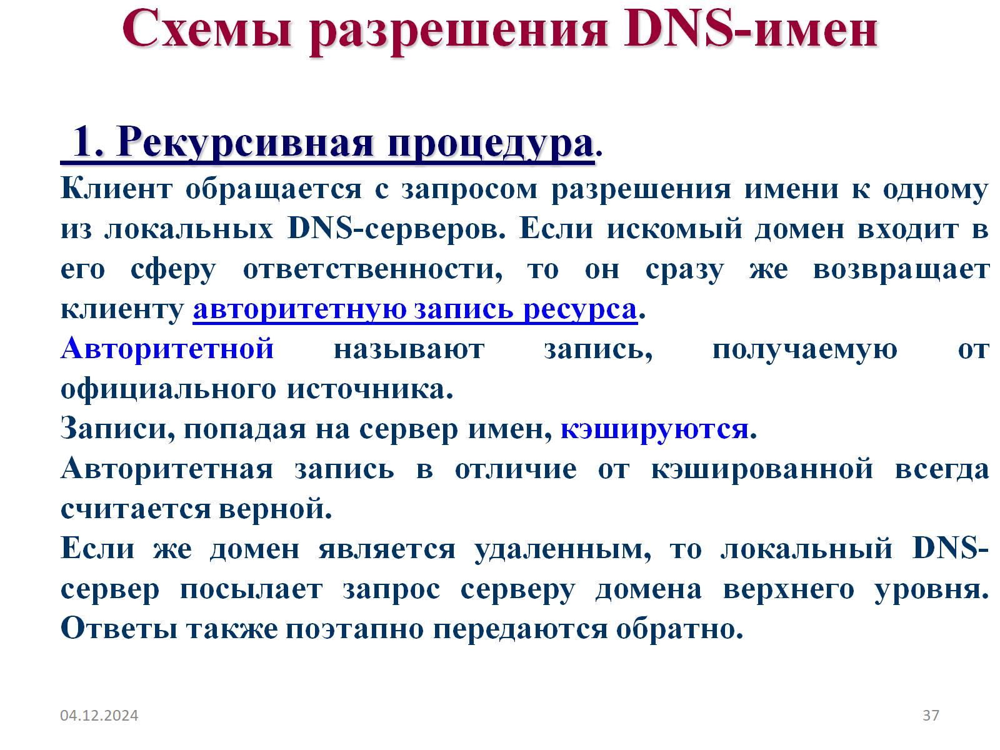 Схемы разрешения DNS-имен
1. Рекурсивная процедура.
Клиент обращается с запросом разрешения имени к одному
из локальных DNS-серверов. Если искомый домен входит в
его сферу ответственности, то он сразу же возвращает
клиенту авторитетную запись ресурса.
Авторитетной называют запись, получаемую от
официального источника.
Записи, попадая на сервер имен, кэшируются.
Авторитетная запись в отличие от кэшированной всегда
считается верной.
Если же домен является удаленным, то локальный DNS-
сервер посылает запрос серверу домена верхнего уровня.
Ответы также поэтапно передаются обратно.
04.12.2024
37